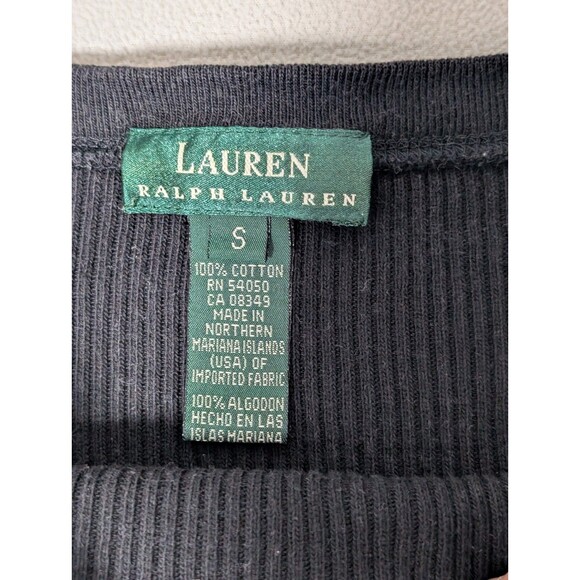 LAUREN
RALPH LAUREN
S
100% COTTON
RN 54050
CA 08349
MADE IN
NORTHERN
MARIANA ISLANDS
(USA) OF
IMPORTED FABRIC
100% ALGODON
HECHO EN LAS
ISLAS MARIANA